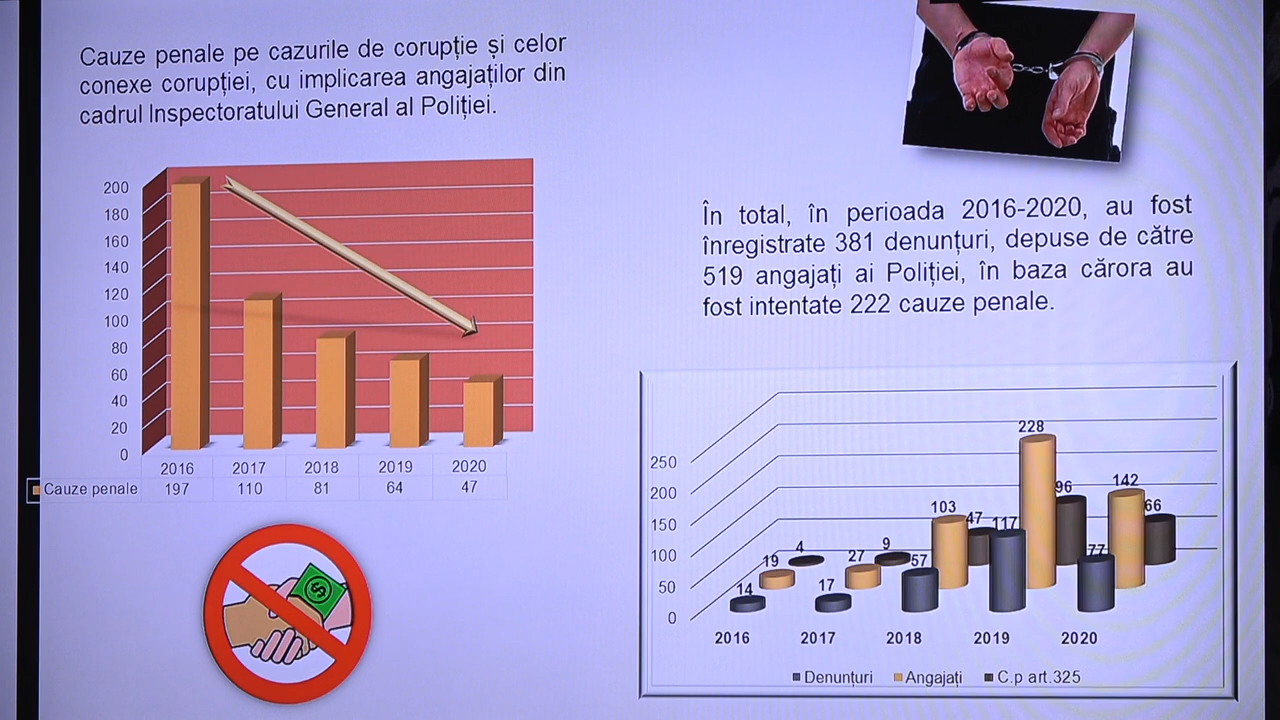 Cauze penale pe cazurile de corupție și celor
conexe corupției, cu implicarea angajaților din
cadrul Inspectoratului General al Poliției.
200
180
160
140
120
100
80
60
40
20
0
2016 2017 2018 2019 2020
Cauze penale 197 110 81 64 47
În total, în perioada 2016-2020, au fost
înregistrate 381 denunțuri, depuse de către
519 angajați ai Poliției, în baza cărora au
fost intentate 222 cauze penale.
250
200
150
100
50
0
14 19 4 17 27 9 57 103 47 117 228 96 77 142 66
2016 2017 2018 2019 2020
Denunțuri Angajați C.p art.325
$